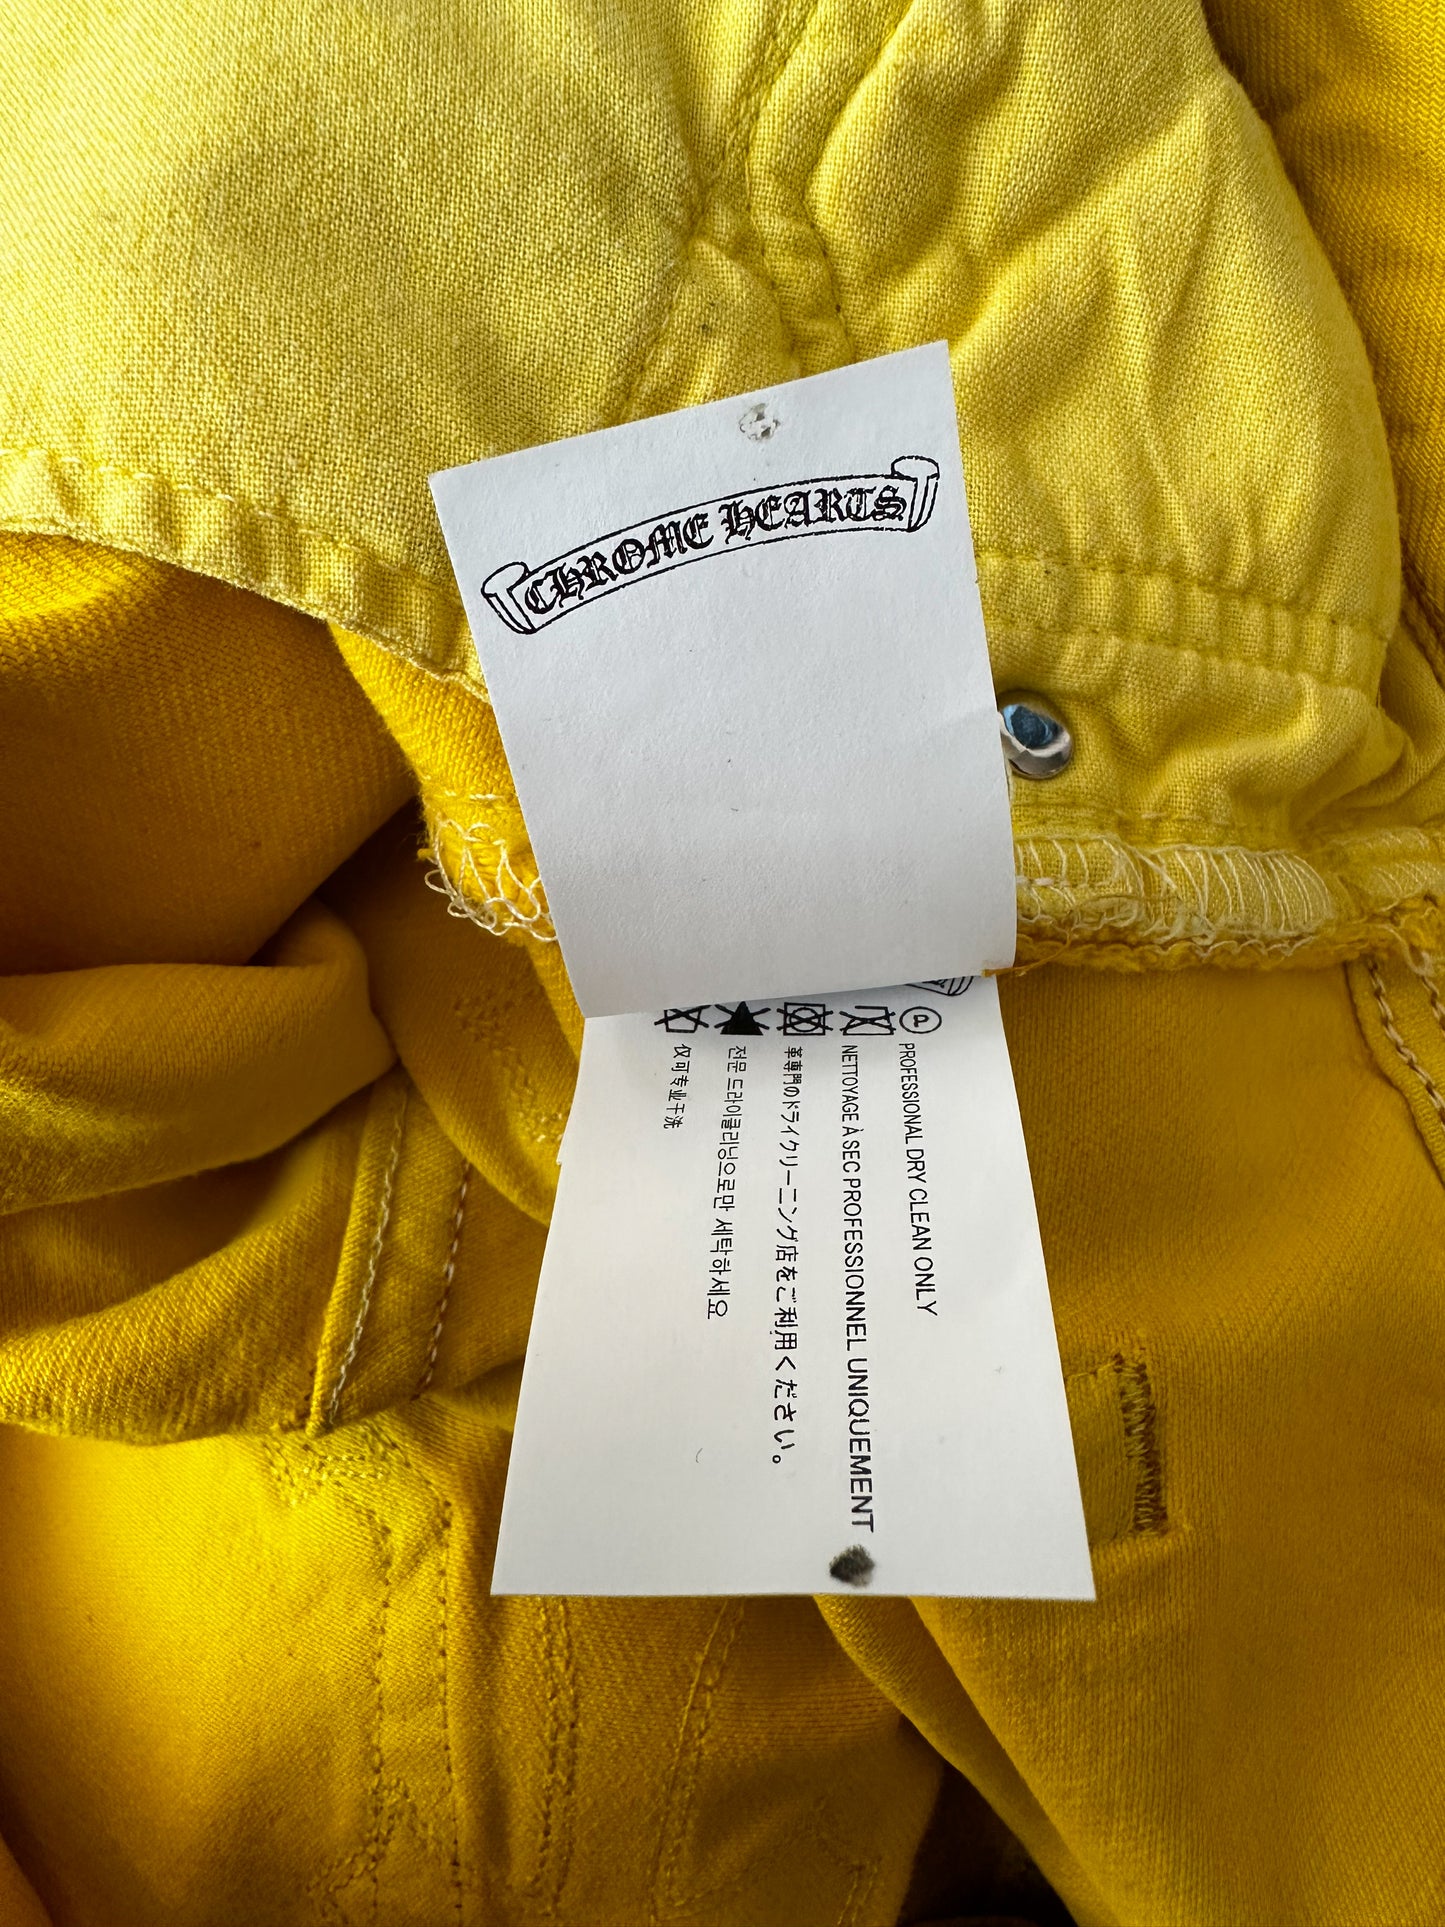 CHROME HEARTS
P
PROFESSIONAL DRY CLEAN ONLY
NETTOYAGE À SEC PROFESSIONNEL UNIQUEMENT
革専門のドライクリーニング店をご利用ください。
전문 드라이클리닝으로만 세탁하세요
仅可专业干洗